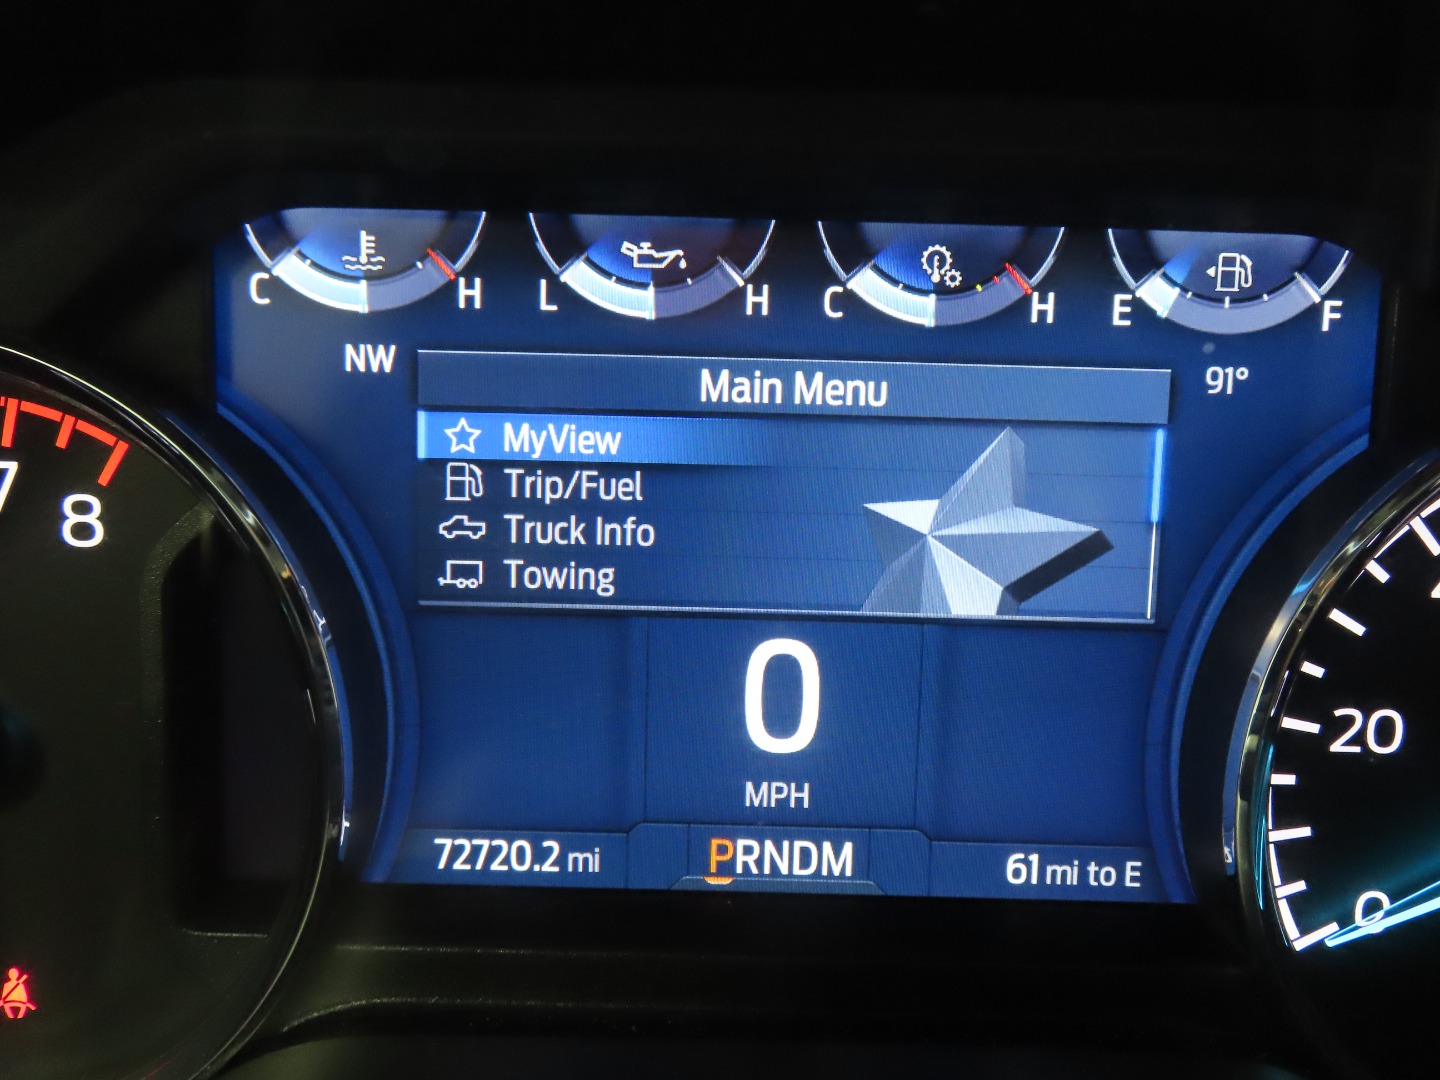 C H
L H
C H
E F
NW
91°
Main Menu
MyView
Trip/Fuel
Truck Info
Towing
7
8
0
MPH
20
0
72720.2 mi
PRNDM
61 mi to E